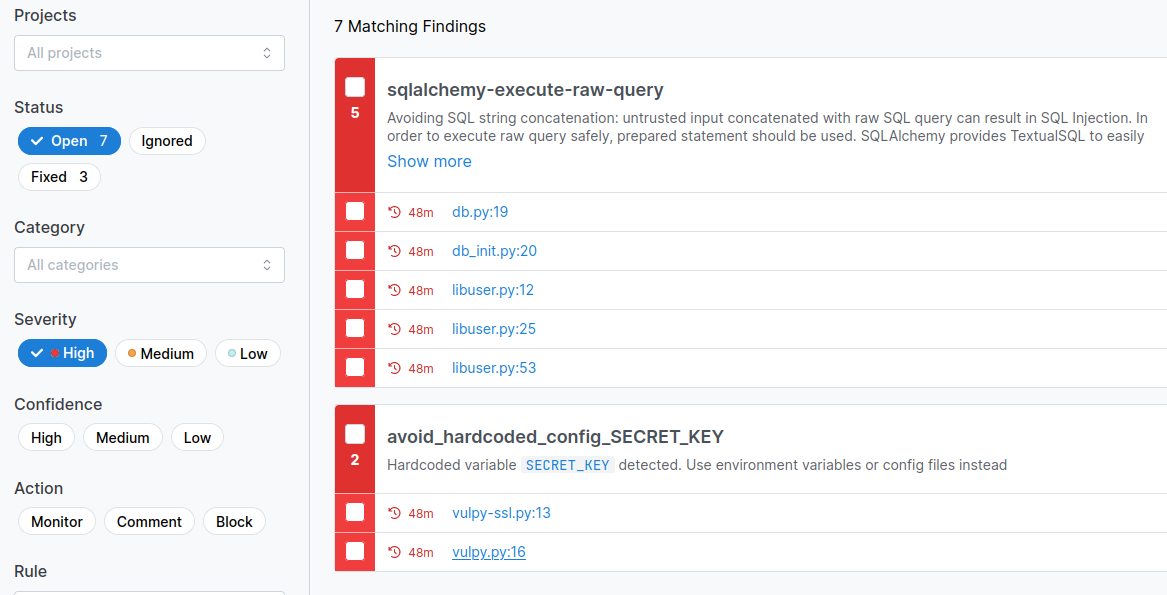 Projects
All projects
Status
Open 7
Ignored
Fixed 3
Category
All categories
Severity
High
Medium
Low
Confidence
High
Medium
Low
Action
Monitor
Comment
Block
Rule
7 Matching Findings
5
sqlalchemy-execute-raw-query
Avoiding SQL string concatenation: untrusted input concatenated with raw SQL query can result in SQL Injection. In
order to execute raw query safely, prepared statement should be used. SQLAlchemy provides TextualSQL to easily
Show more
48m db.py:19
48m db_init.py:20
48m libuser.py:12
48m libuser.py:25
48m libuser.py:53
2
avoid_hardcoded_config_SECRET_KEY
Hardcoded variable SECRET_KEY detected. Use environment variables or config files instead
48m vulpy-ssl.py:13
48m vulpy.py:16